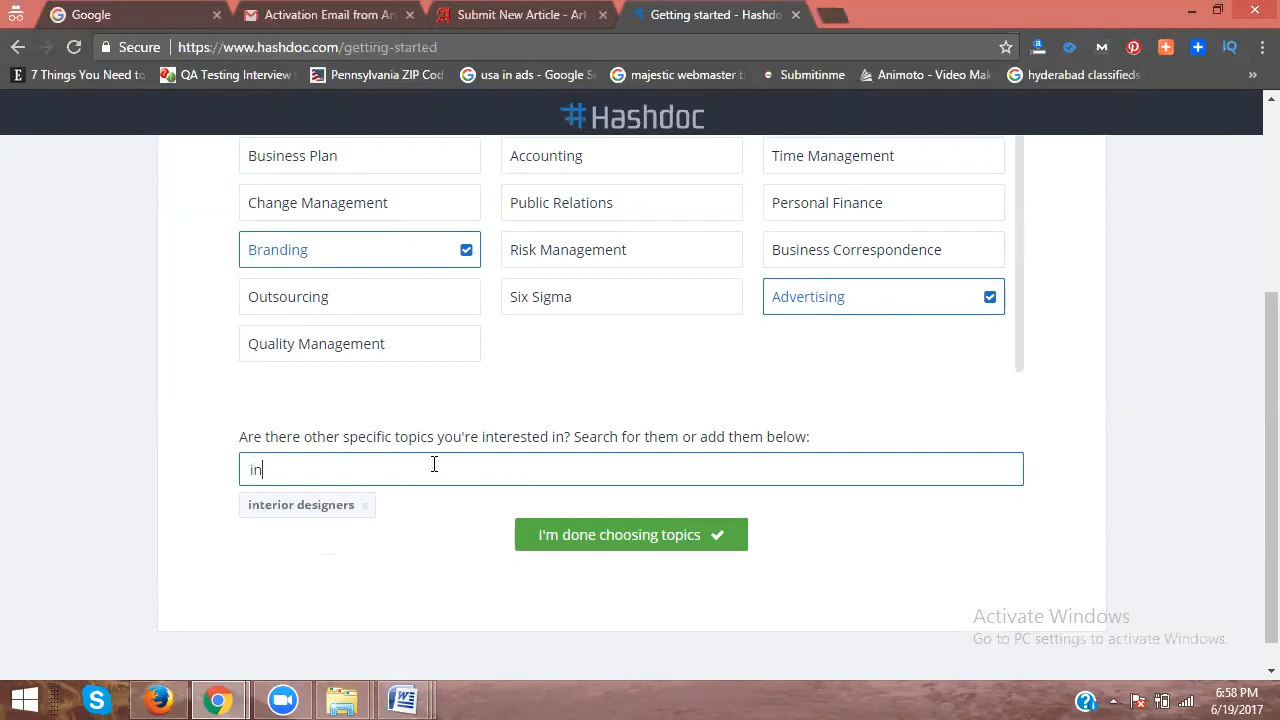 Google
Activation Email from Ar
Submit New Article - Art
Getting started - Hashdo
Secure
https://www.hashdoc.com/getting-started
7 Things You Need to
QA Testing Interview
Pennsylvania ZIP Cod
usa in ads - Google Se
majestic webmaster t
Submitinme
Animoto - Video Mak
hyderabad classifieds
Hashdoc
Business Plan
Accounting
Time Management
Change Management
Public Relations
Personal Finance
Branding
Risk Management
Business Correspondence
Outsourcing
Six Sigma
Advertising
Quality Management
Are there other specific topics you're interested in? Search for them or add them below:
in
interior designers ×
I'm done choosing topics
Activate Windows
Go to PC settings to activate Windows.
6:58 PM
6/19/2017